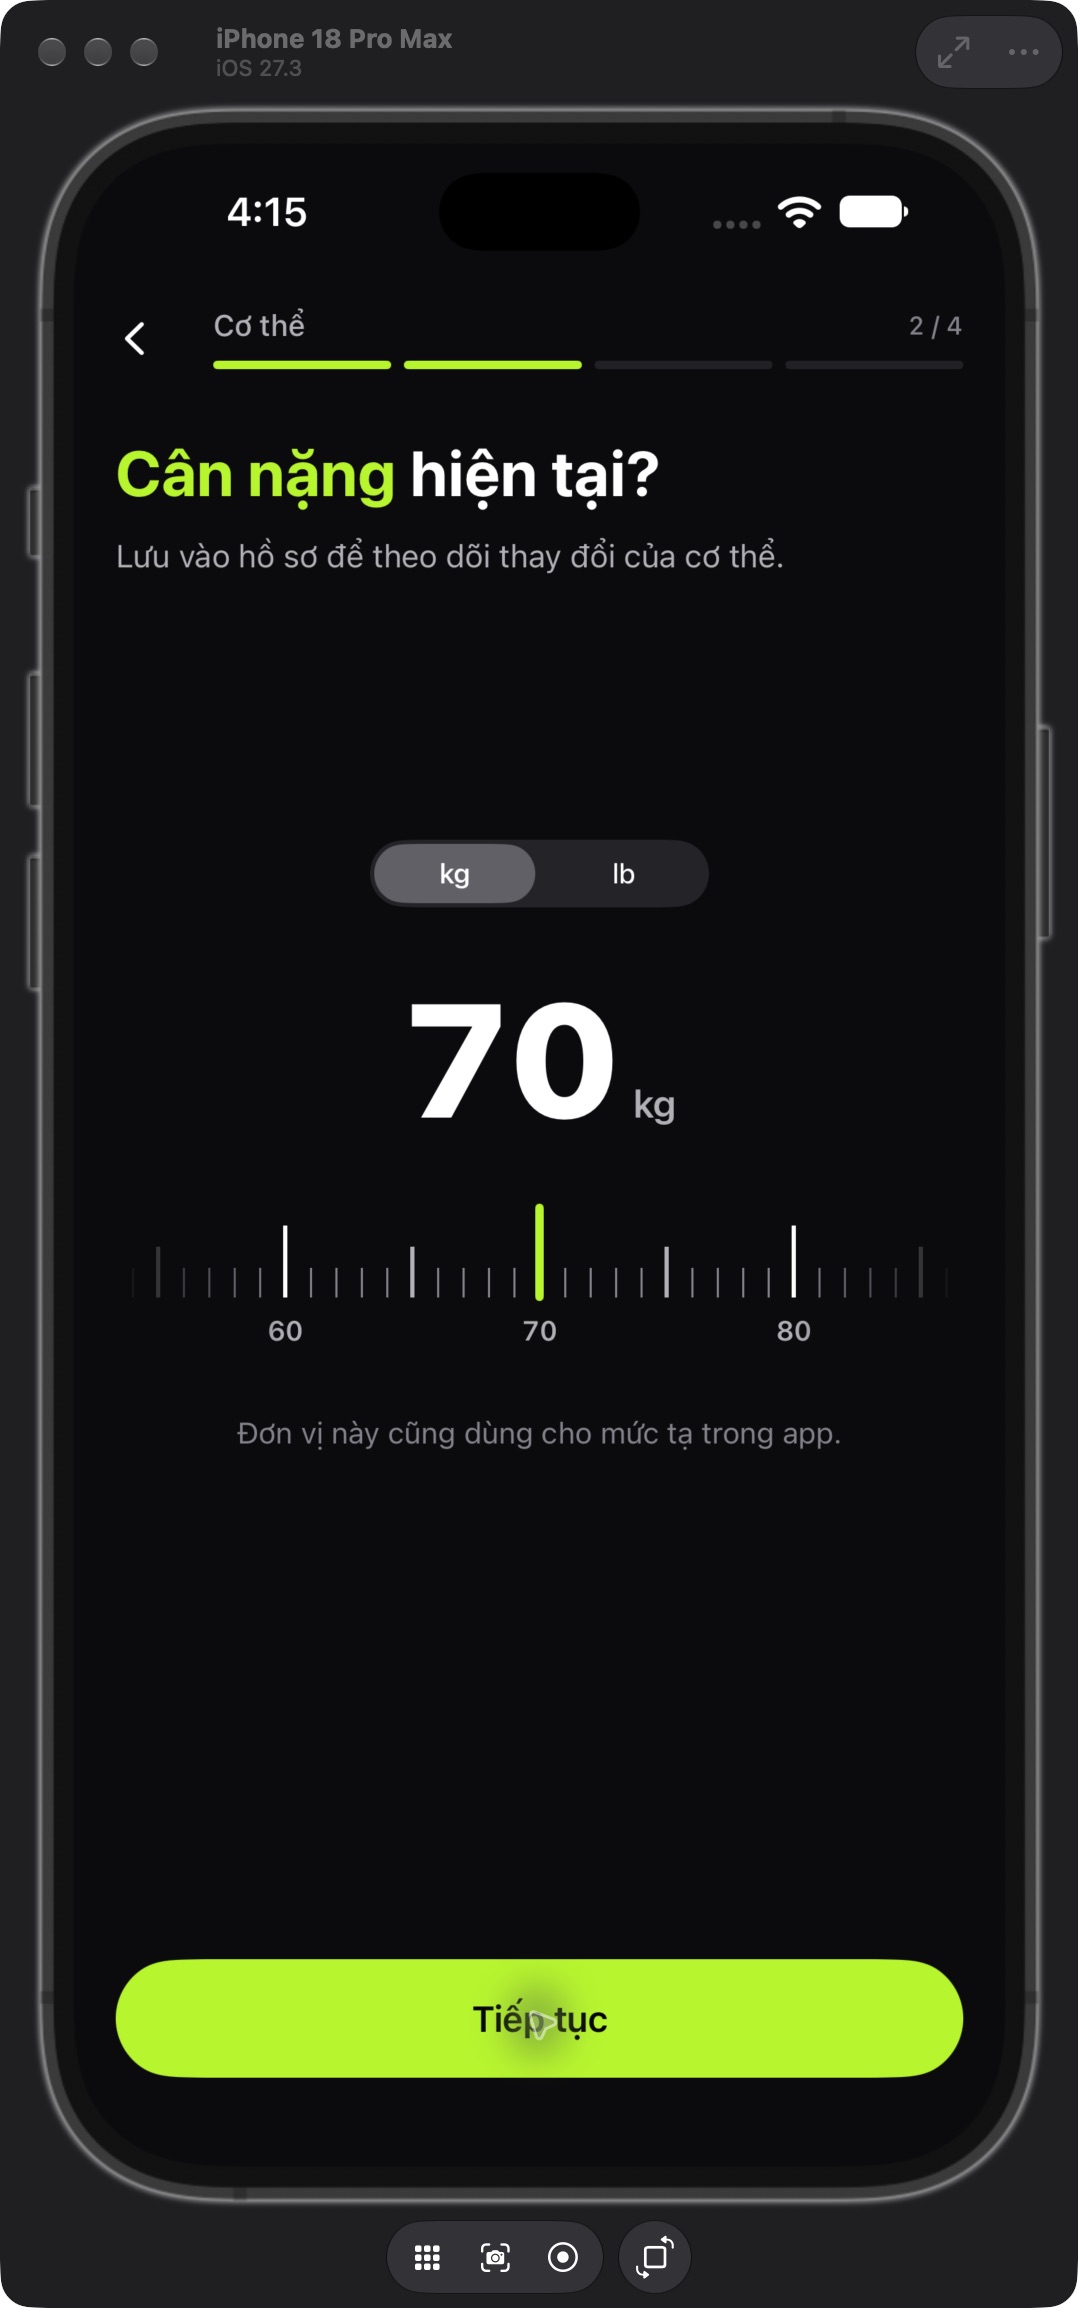 iPhone 18 Pro Max
iOS 27.3
4:15
Cơ thể
2 / 4
Cân nặng hiện tại?
Lưu vào hồ sơ để theo dõi thay đổi của cơ thể.
kg
lb
70 kg
60
70
80
Đơn vị này cũng dùng cho mức tạ trong app.
Tiếp tục